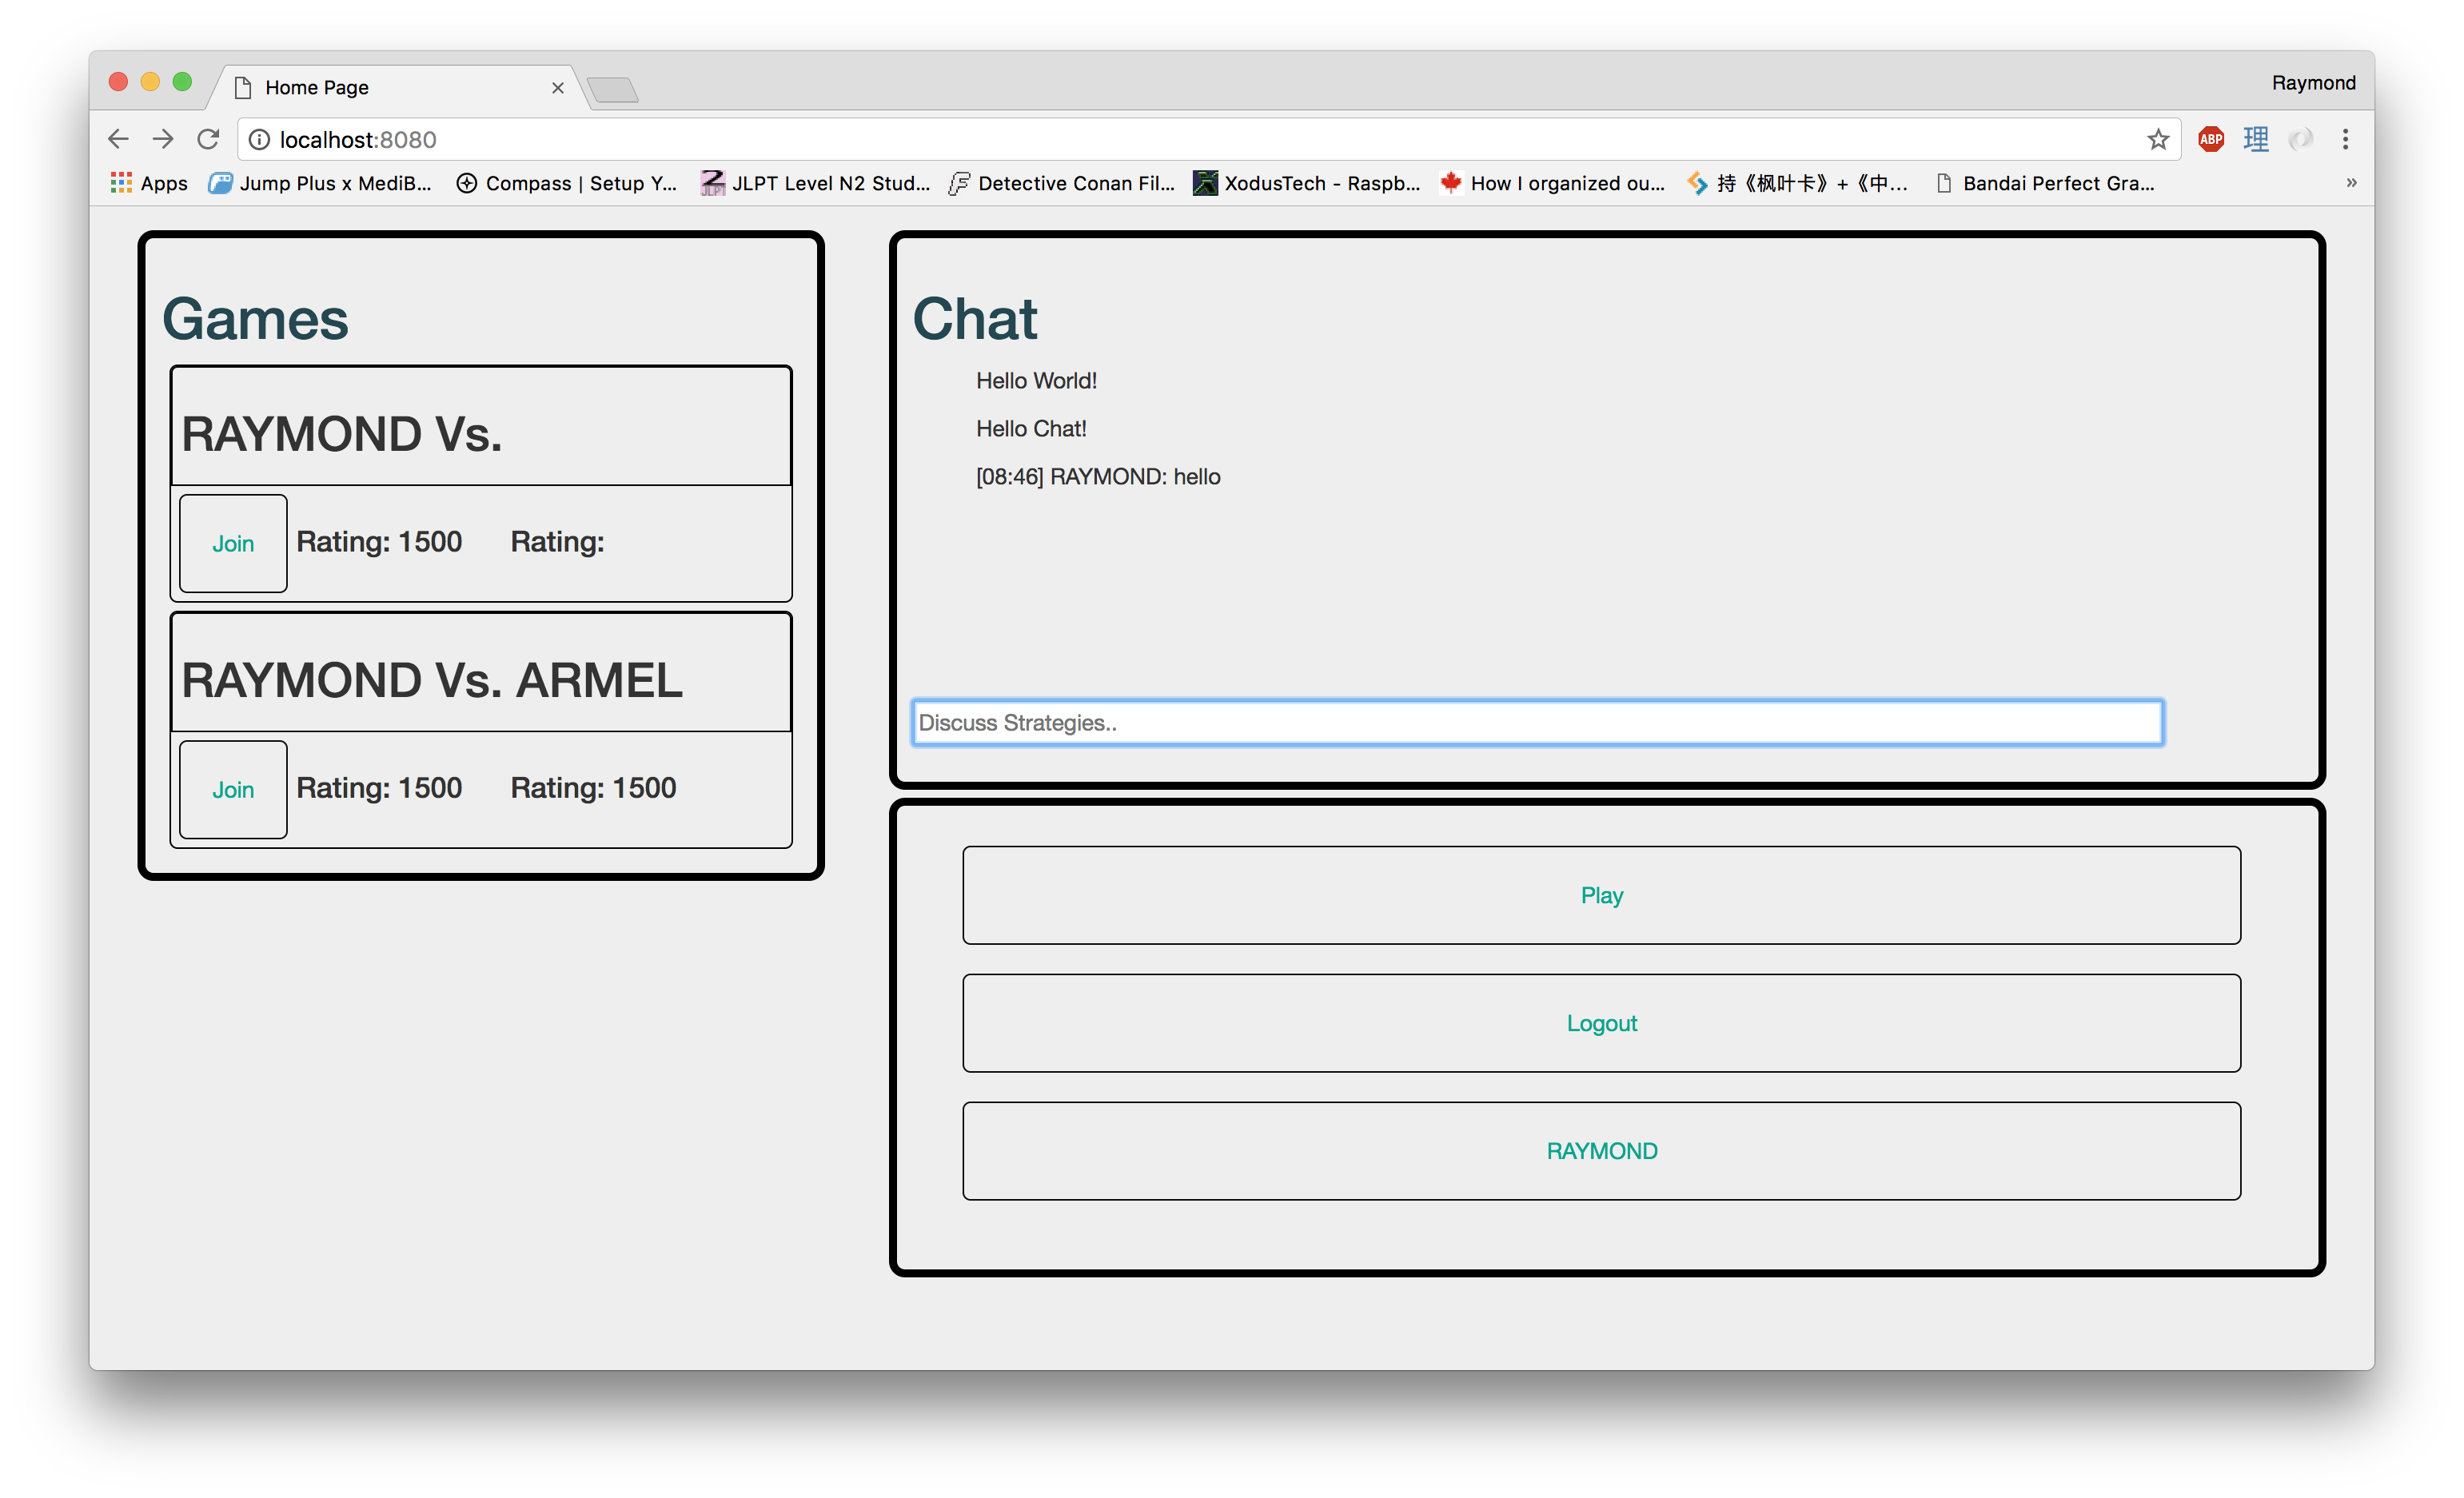 Home Page
Raymond
localhost:8080
ABP 理
Apps Jump Plus x MediB... Compass | Setup Y... JLPT Level N2 Stud... Detective Conan Fil... XodusTech - Raspb... How I organized ou... 持《枫叶卡》+《中... Bandai Perfect Gra... »
Games
RAYMOND Vs.
Join Rating: 1500 Rating:
RAYMOND Vs. ARMEL
Join Rating: 1500 Rating: 1500
Chat
Hello World!
Hello Chat!
[08:46] RAYMOND: hello
Discuss Strategies..
Play
Logout
RAYMOND